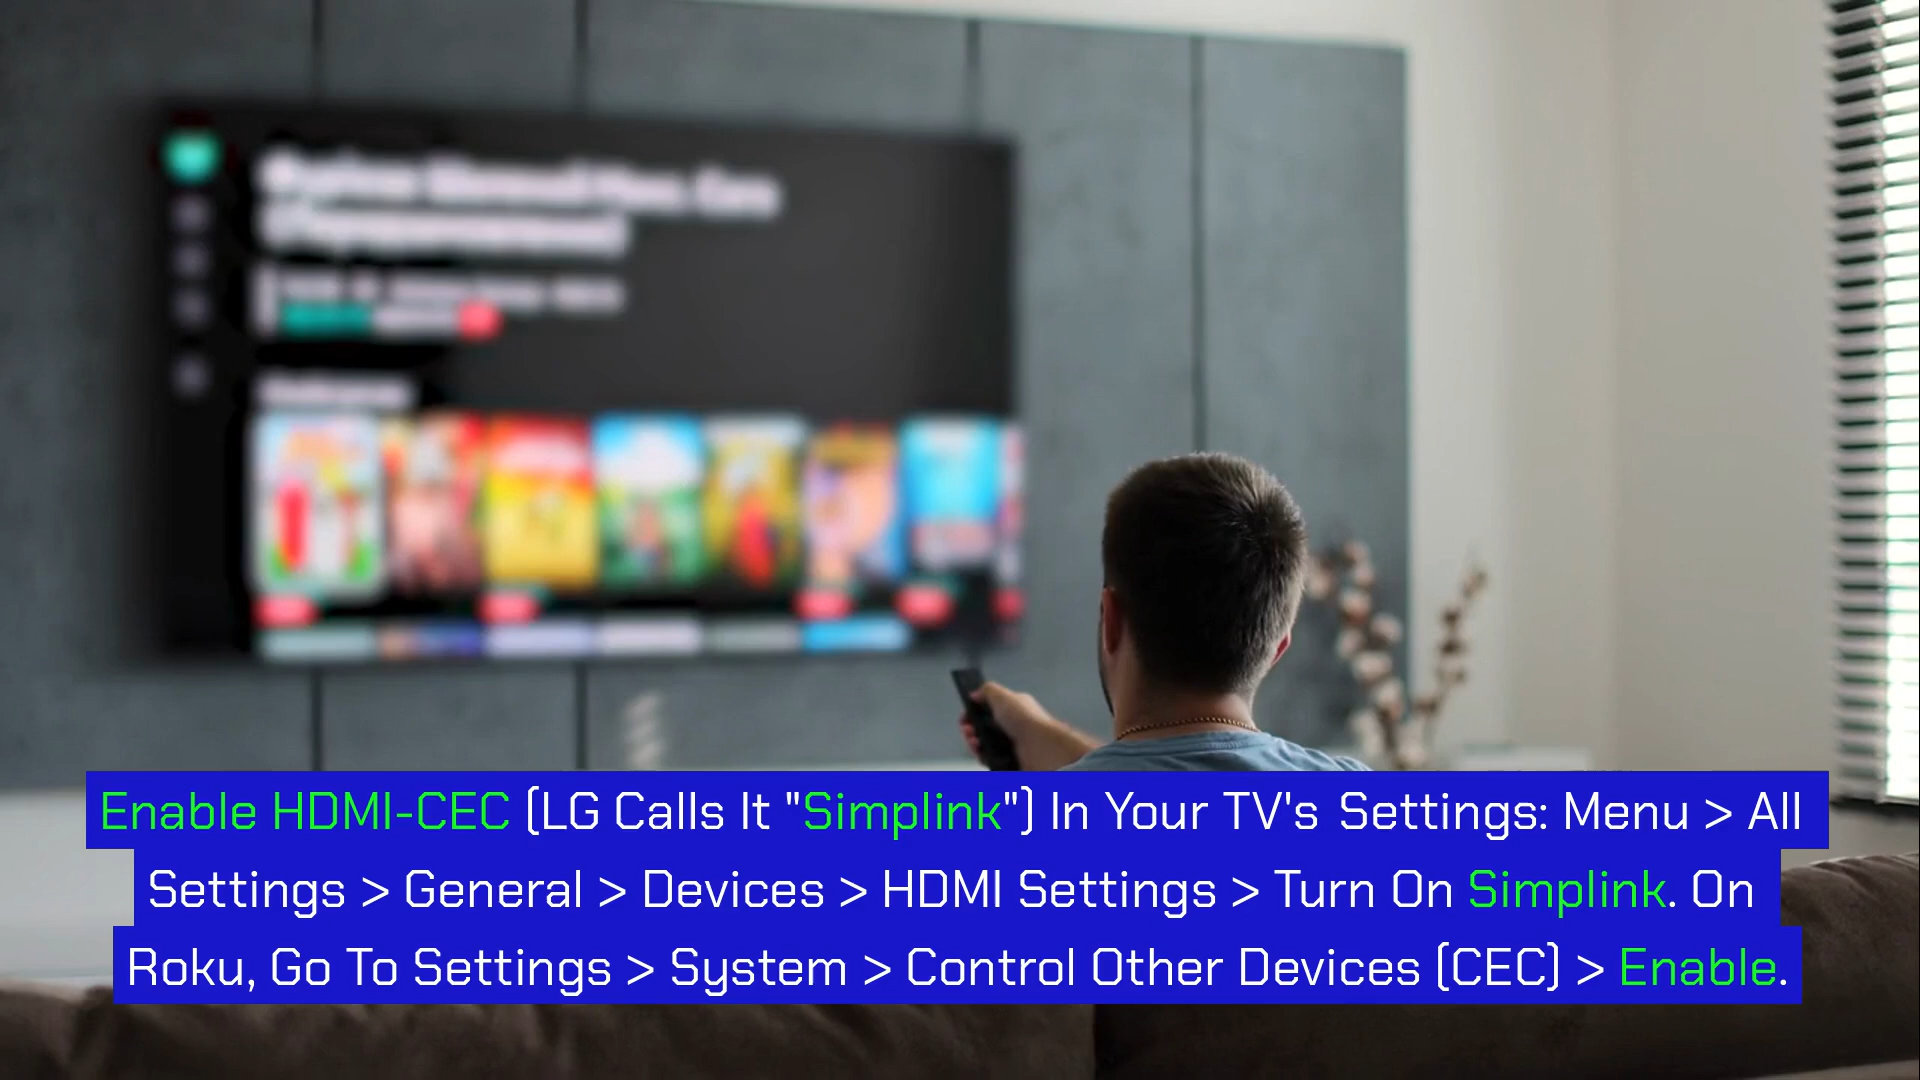 Enable HDMI-CEC (LG Calls It "Simplink") In Your TV's Settings: Menu > All
Settings > General > Devices > HDMI Settings > Turn On Simplink. On
Roku, Go To Settings > System > Control Other Devices (CEC) > Enable.